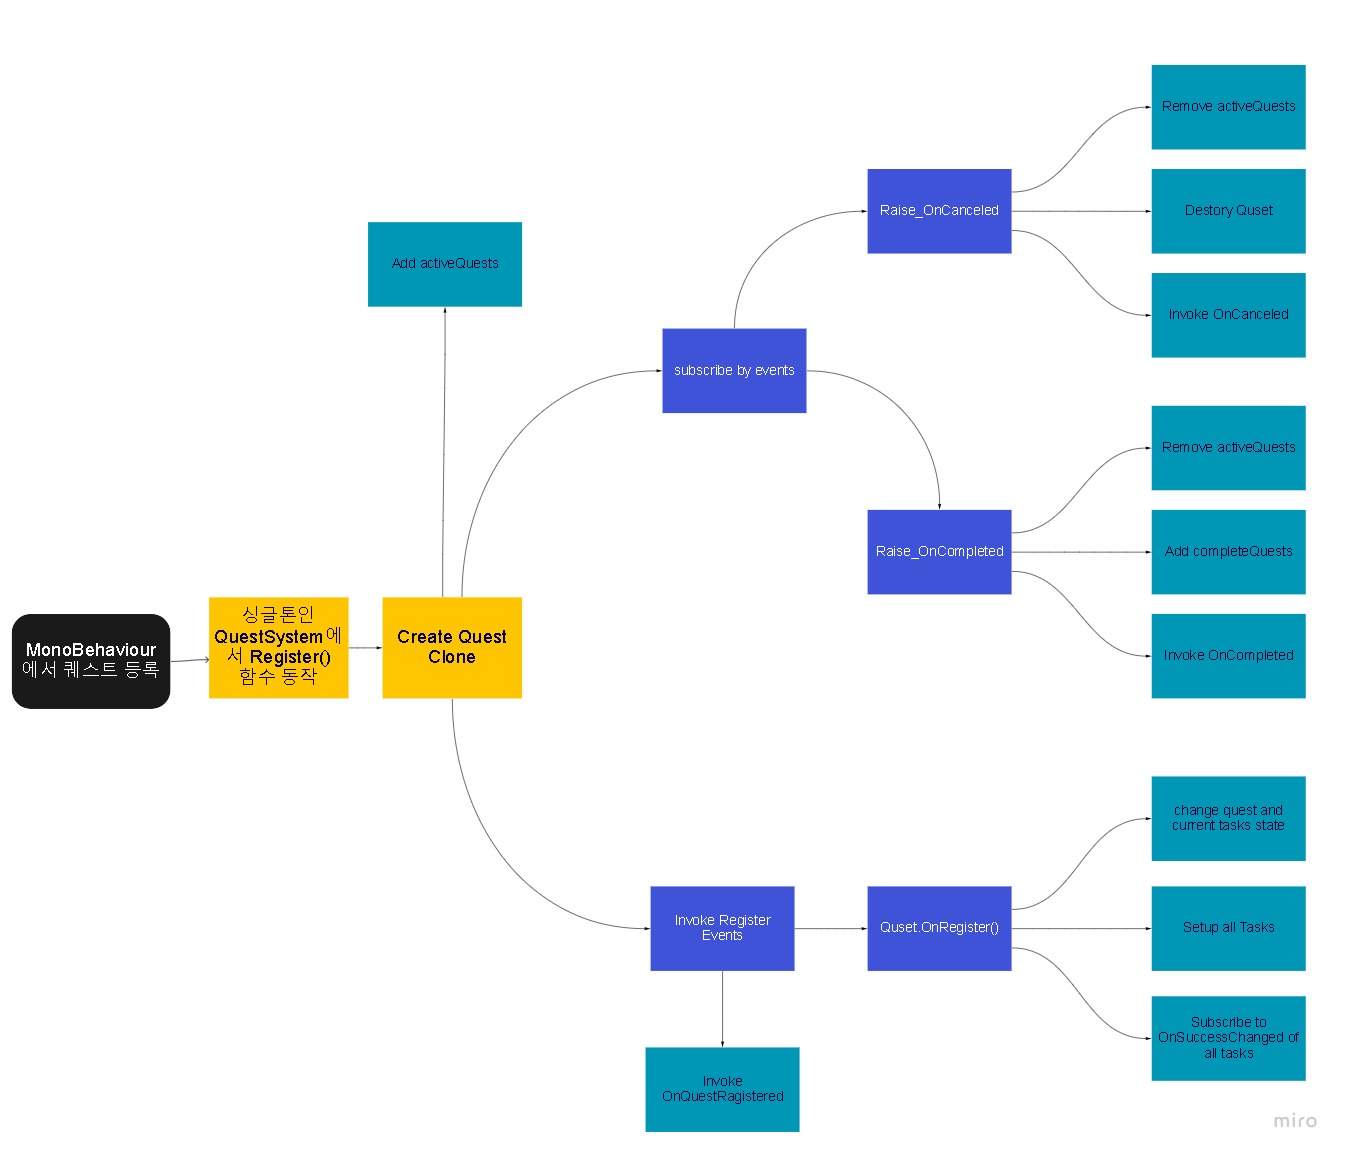 MonoBehaviour
에서 퀘스트 등록
싱글톤인
QuestSystem에
서 Register()
함수 동작
Create Quest
Clone
Add activeQuests
subscribe by events
Raise_OnCanceled
Remove activeQuests
Destory Quset
Invoke OnCanceled
Raise_OnCompleted
Remove activeQuests
Add completeQuests
Invoke OnCompleted
Invoke Register
Events
Invoke
OnQuestRagistered
Quset.OnRegister()
change quest and
current tasks state
Setup all Tasks
Subscribe to
OnSuccessChanged of
all tasks
miro